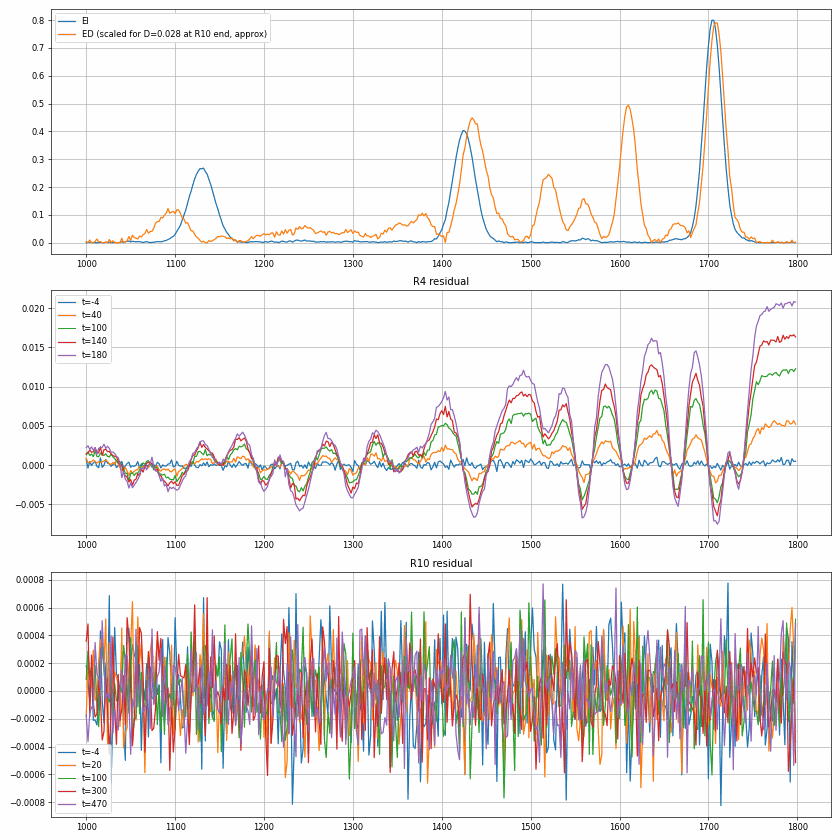 EI
ED (scaled for D=0.028 at R10 end, approx)
0.8
0.7
0.6
0.5
0.4
0.3
0.2
0.1
0.0
1000 1100 1200 1300 1400 1500 1600 1700 1800
R4 residual
t=-4
t=40
t=100
t=140
t=180
0.020
0.015
0.010
0.005
0.000
−0.005
1000 1100 1200 1300 1400 1500 1600 1700 1800
R10 residual
0.0008
0.0006
0.0004
0.0002
0.0000
−0.0002
−0.0004
−0.0006
−0.0008
t=-4
t=20
t=100
t=300
t=470
1000 1100 1200 1300 1400 1500 1600 1700 1800